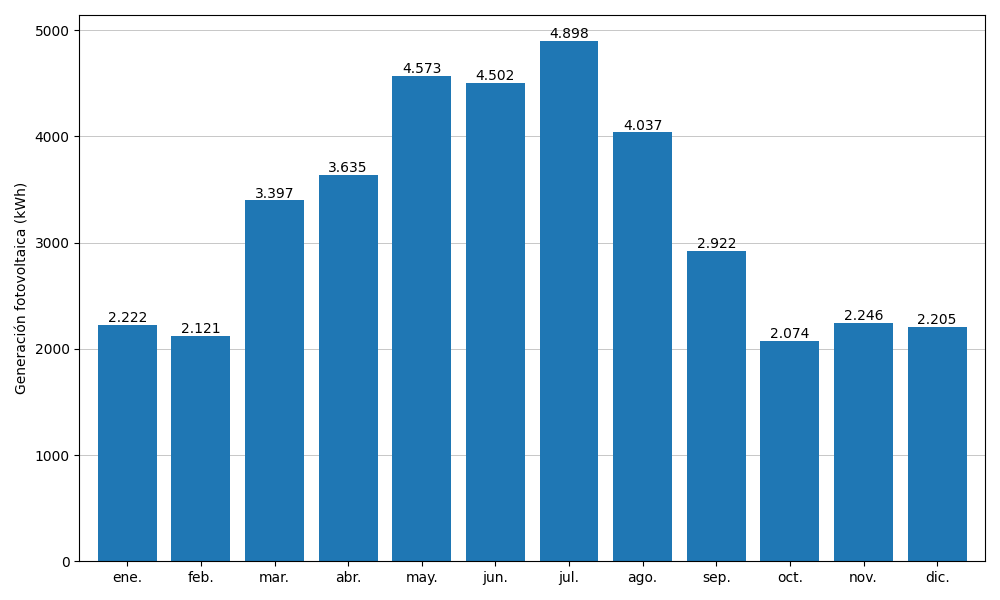 Generación fotovoltaica (kWh)
5000
4000
3000
2000
1000
0
2.222
2.121
3.397
3.635
4.573
4.502
4.898
4.037
2.922
2.074
2.246
2.205
ene.
feb.
mar.
abr.
may.
jun.
jul.
ago.
sep.
oct.
nov.
dic.